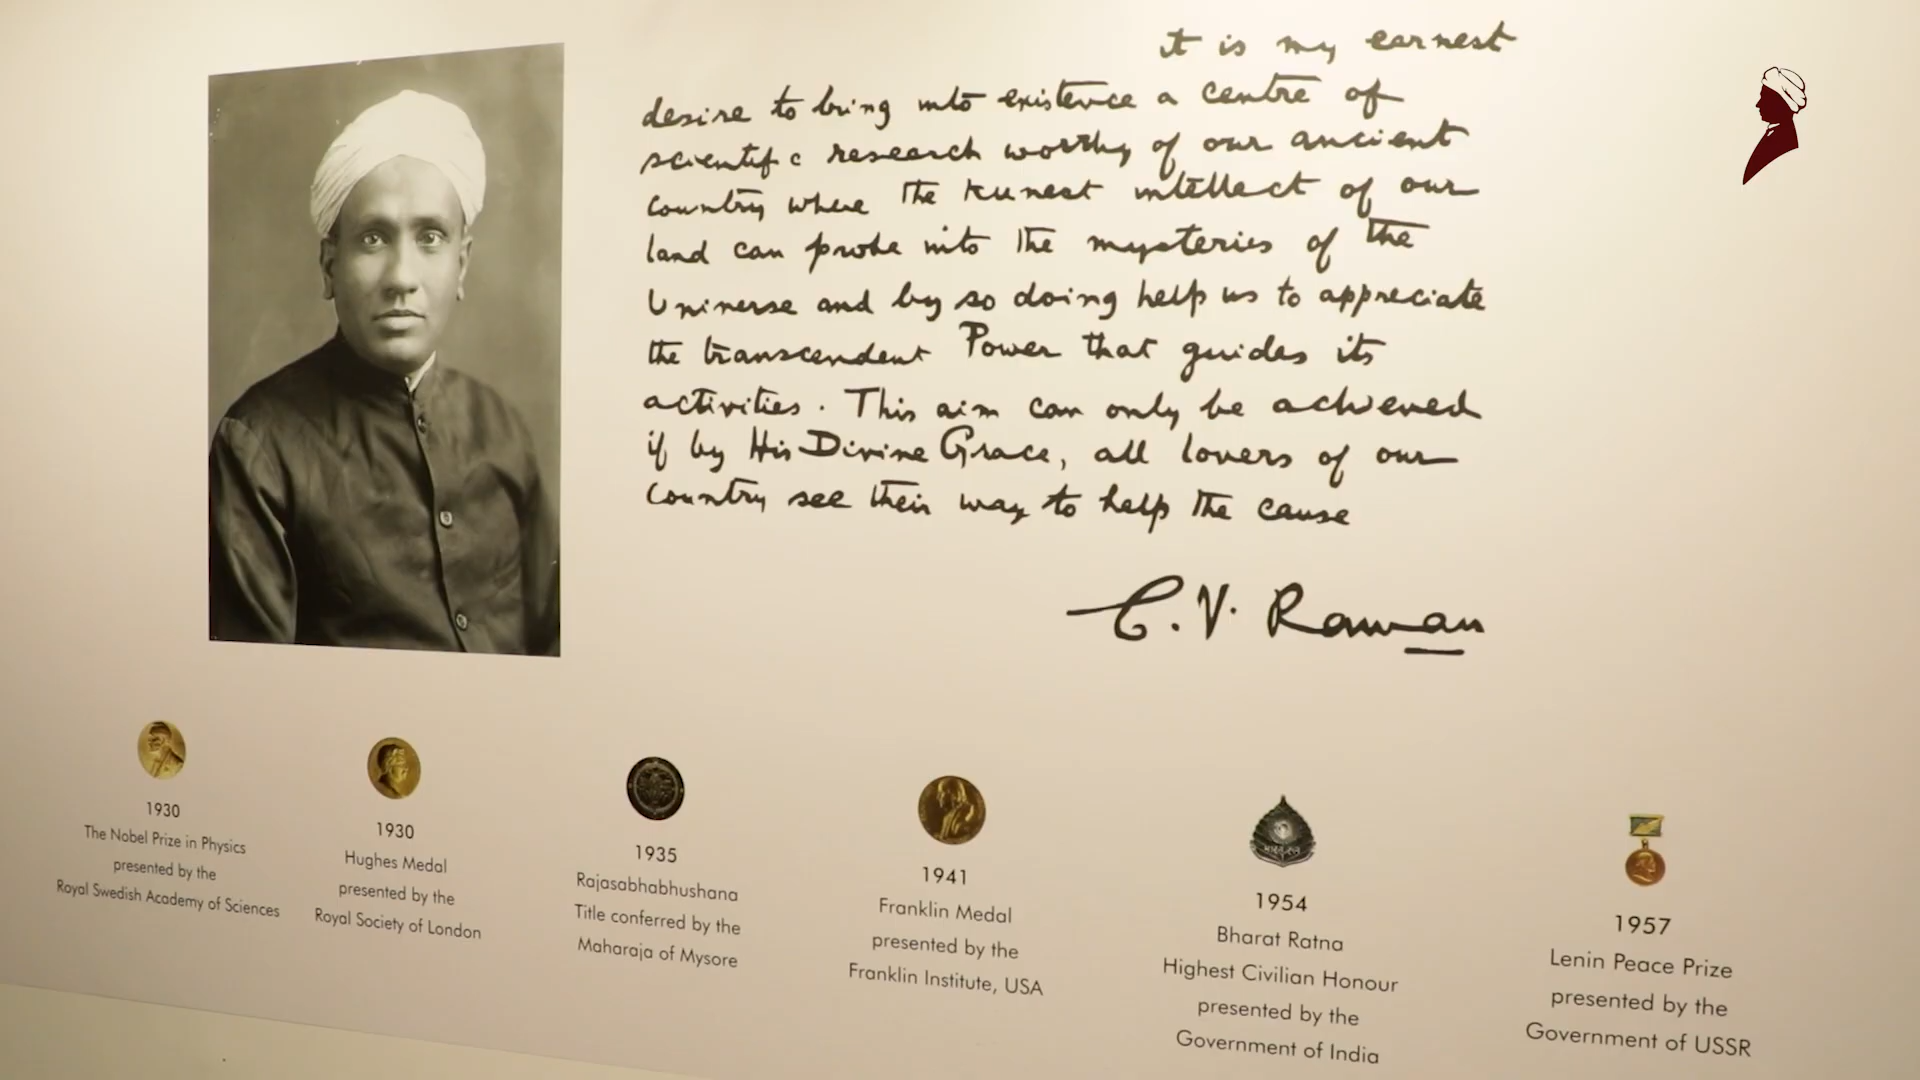 it is my earnest
desire to bring into existence a centre of
scientific research worthy of our ancient
country where the keenest intellect of our
land can probe into the mysteries of the
Universe and by so doing help us to appreciate
the transcendent Power that guides its
activities. This aim can only be achieved
if by His Divine Grace, all lovers of our
country see their way to help the cause
C. V. Raman
1930
The Nobel Prize in Physics
presented by the
Royal Swedish Academy of Sciences
1930
Hughes Medal
presented by the
Royal Society of London
1935
Rajasabhabhushana
Title conferred by the
Maharaja of Mysore
1941
Franklin Medal
presented by the
Franklin Institute, USA
1954
Bharat Ratna
Highest Civilian Honour
presented by the
Government of India
1957
Lenin Peace Prize
presented by the
Government of USSR